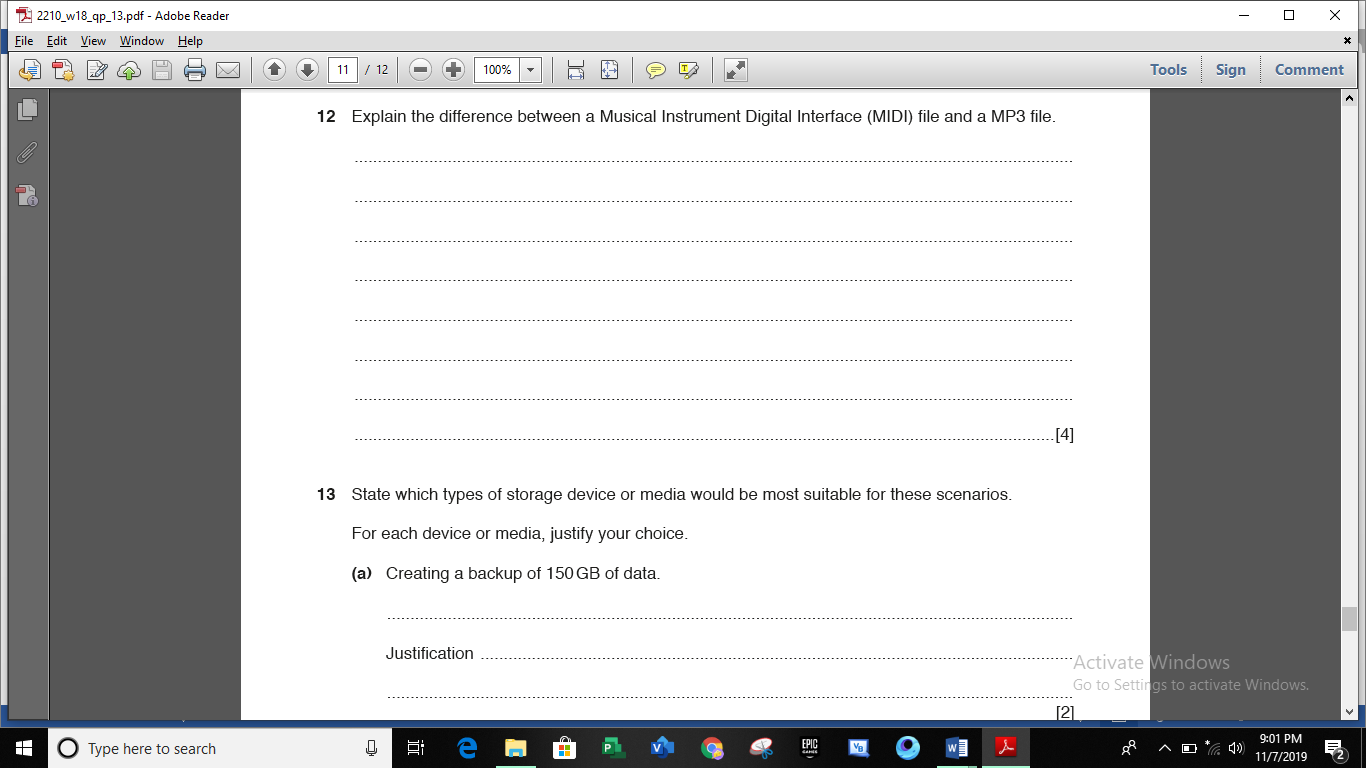 2210_w18_qp_13.pdf - Adobe Reader
File Edit View Window Help
11 / 12 100% Tools Sign Comment
12 Explain the difference between a Musical Instrument Digital Interface (MIDI) file and a MP3 file.
[4]
13 State which types of storage device or media would be most suitable for these scenarios.
For each device or media, justify your choice.
(a) Creating a backup of 150 GB of data.
Justification
[2]
Activate Windows
Go to Settings to activate Windows.
Type here to search
EPIC GAMES
9:01 PM
11/7/2019
2